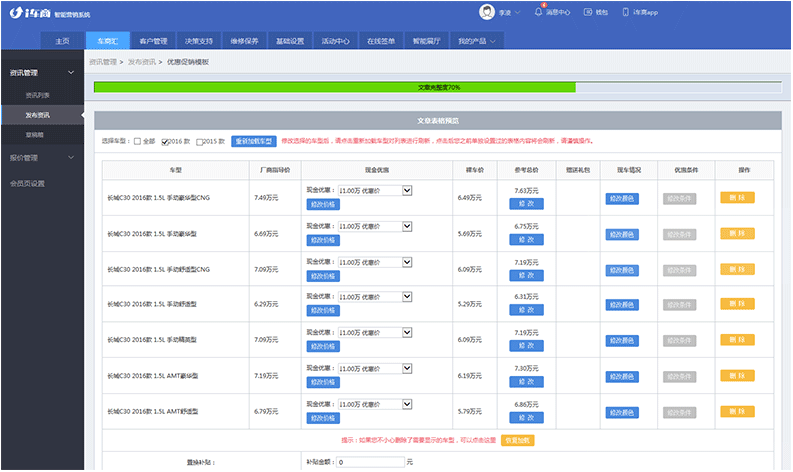 i车商 智能营销系统 李凌 消息中心 钱包 i车商app
主页 车商汇 客户管理 决策支持 维修保养 基础设置 活动中心 在线签单 智能展厅 我的产品
资讯管理
资讯列表
发布资讯
草稿箱
报价管理
会员页设置
资讯管理 > 发布资讯 > 优惠促销模板
文章完整度70%
文章表格预览
选择车型： 全部 2016 款 2015 款 重新加载车型 修改选择的车型后，请点击重新加载车型对列表进行刷新，点击后您之前单独设置过的表格内容将会刷新，请谨慎操作。
车型 厂商指导价 现金优惠 裸车价 参考总价 赠送礼包 现车情况 优惠条件 操作
长城C30 2016款 1.5L 手动豪华型CNG 7.49万元 现金优惠： ↓1.00万 优惠价 修改价格 6.49万元 7.63万元 修 改 修改颜色 修改条件 删 除
长城C30 2016款 1.5L 手动豪华型 6.69万元 现金优惠： ↓1.00万 优惠价 修改价格 5.69万元 6.75万元 修 改 修改颜色 修改条件 删 除
长城C30 2016款 1.5L 手动舒适型CNG 7.09万元 现金优惠： ↓1.00万 优惠价 修改价格 6.09万元 7.19万元 修 改 修改颜色 修改条件 删 除
长城C30 2016款 1.5L 手动舒适型 6.29万元 现金优惠： ↓1.00万 优惠价 修改价格 5.29万元 6.31万元 修 改 修改颜色 修改条件 删 除
长城C30 2016款 1.5L 手动精英型 7.09万元 现金优惠： ↓1.00万 优惠价 修改价格 6.09万元 7.19万元 修 改 修改颜色 修改条件 删 除
长城C30 2016款 1.5L AMT豪华型 7.19万元 现金优惠： ↓1.00万 优惠价 修改价格 6.19万元 7.30万元 修 改 修改颜色 修改条件 删 除
长城C30 2016款 1.5L AMT舒适型 6.79万元 现金优惠： ↓1.00万 优惠价 修改价格 5.79万元 6.86万元 修 改 修改颜色 修改条件 删 除
提示：如果您不小心删除了需要显示的车型，可以点击这里 恢复加载
置换补贴： 补贴金额： 0 元